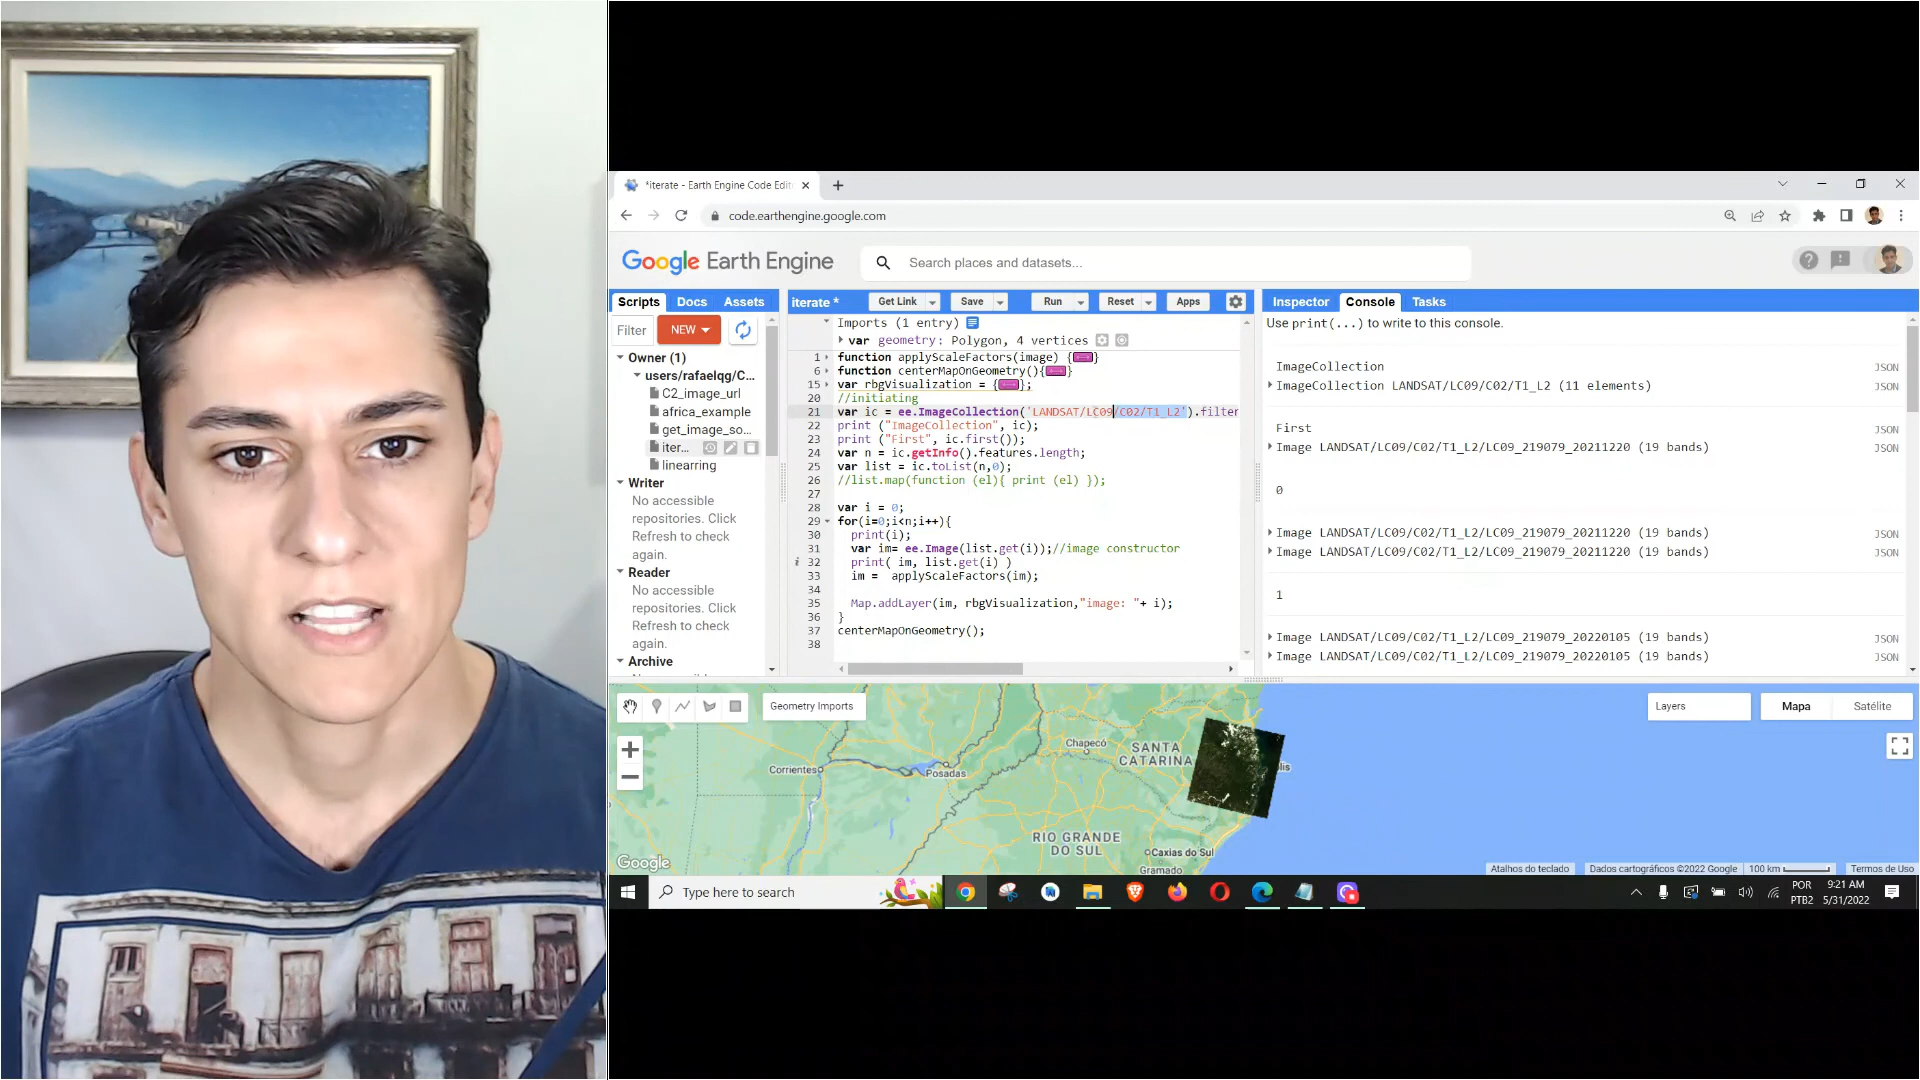 *iterate - Earth Engine Code Edit
code.earthengine.google.com
Google Earth Engine
Search places and datasets...
Scripts Docs Assets
Filter
NEW
Owner (1)
users/rafaelqg/C...
C2_image_url
africa_example
get_image_so...
iter...
linearring
Writer
No accessible
repositories. Click
Refresh to check
again.
Reader
No accessible
repositories. Click
Refresh to check
again.
Archive
iterate *
Get Link
Save
Run
Reset
Apps
Imports (1 entry)
var geometry: Polygon, 4 vertices
1 function applyScaleFactors(image) {
6 function centerMapOnGeometry(){
15 var rbgVisualization = { };
20 //initiating
21 var ic = ee.ImageCollection('LANDSAT/LC09/C02/T1_L2').filter
22 print ("ImageCollection", ic);
23 print ("First", ic.first());
24 var n = ic.getInfo().features.length;
25 var list = ic.toList(n,0);
26 //list.map(function (el){ print (el) });
27
28 var i = 0;
29 for(i=0;i<n;i++){
30 print(i);
31 var im= ee.Image(list.get(i));//image constructor
i 32 print( im, list.get(i) )
33 im = applyScaleFactors(im);
34
35 Map.addLayer(im, rbgVisualization,"image: "+ i);
36 }
37 centerMapOnGeometry();
38
Inspector Console Tasks
Use print(...) to write to this console.
ImageCollection JSON
ImageCollection LANDSAT/LC09/C02/T1_L2 (11 elements) JSON
First JSON
Image LANDSAT/LC09/C02/T1_L2/LC09_219079_20211220 (19 bands) JSON
0
Image LANDSAT/LC09/C02/T1_L2/LC09_219079_20211220 (19 bands) JSON
Image LANDSAT/LC09/C02/T1_L2/LC09_219079_20211220 (19 bands) JSON
1
Image LANDSAT/LC09/C02/T1_L2/LC09_219079_20220105 (19 bands) JSON
Image LANDSAT/LC09/C02/T1_L2/LC09_219079_20220105 (19 bands) JSON
Geometry Imports
Layers
Mapa Satélite
Chapecó
SANTA
CATARINA
lis
Corrientes
Posadas
RIO GRANDE
DO SUL
Caxias do Sul
Gramado
Google
Atalhos do teclado
Dados cartográficos ©2022 Google
100 km
Termos de Uso
Type here to search
POR
PTB2
9:21 AM
5/31/2022